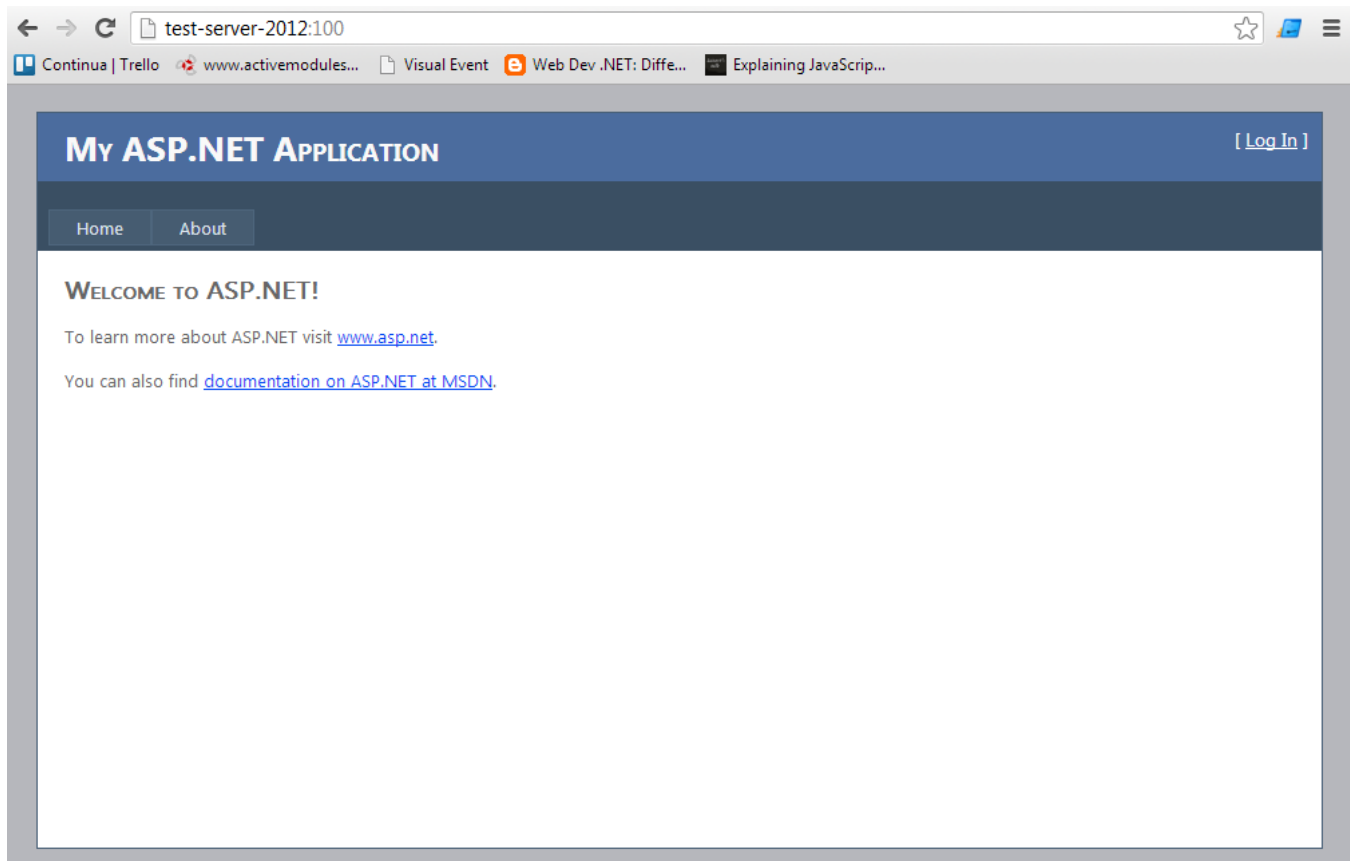 test-server-2012:100
Continua | Trello www.activemodules... Visual Event Web Dev .NET: Diffe... Explaining JavaScrip...
My ASP.NET Application [ Log In ]
Home About
Welcome to ASP.NET!
To learn more about ASP.NET visit www.asp.net.
You can also find documentation on ASP.NET at MSDN.